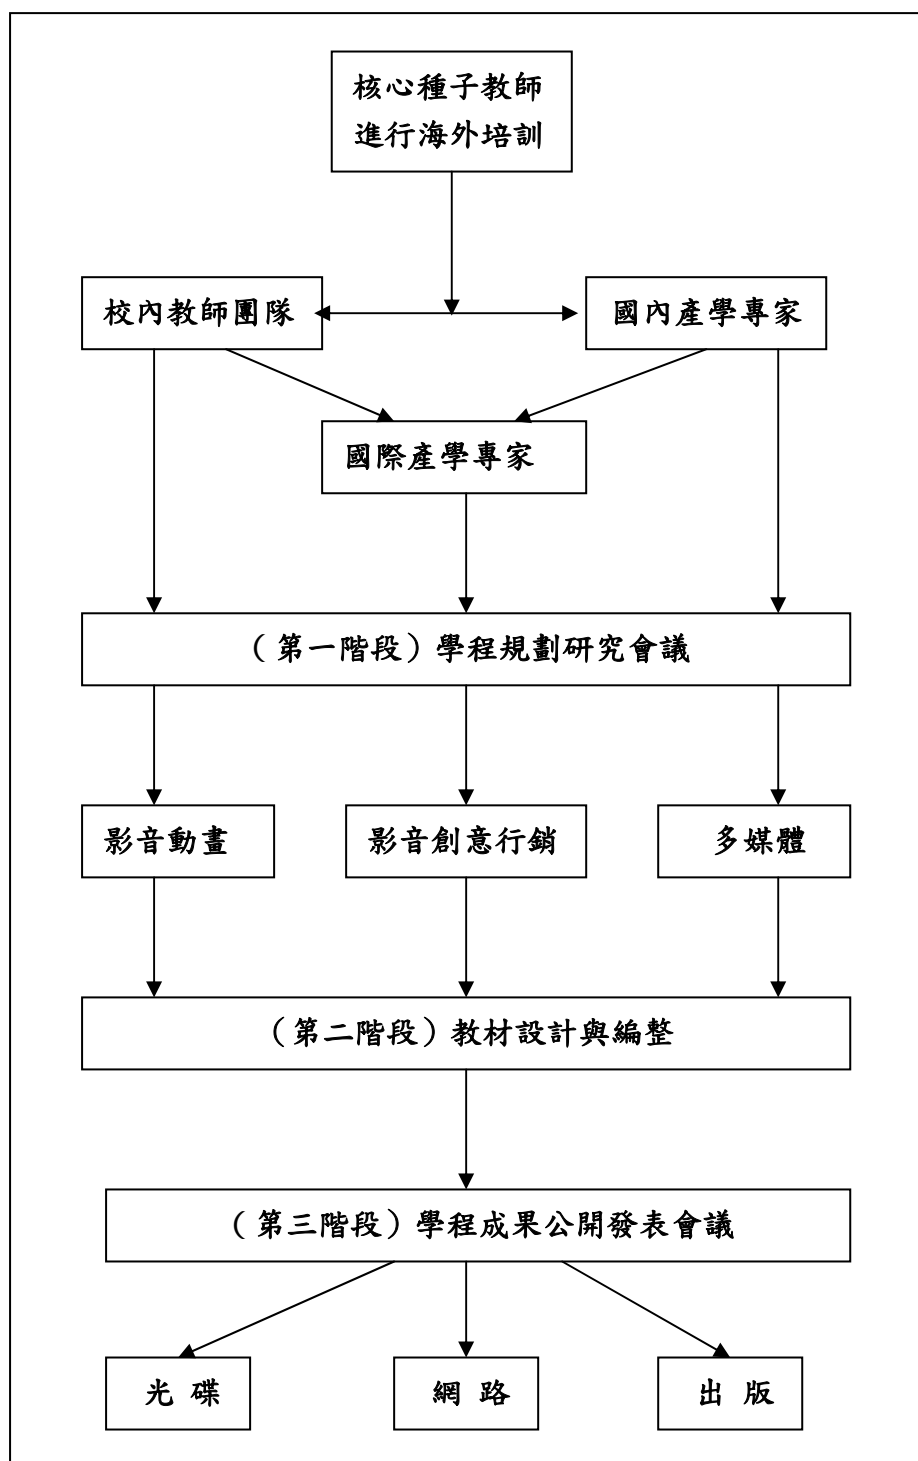 核心種子教師
進行海外培訓
校內教師團隊
國內產學專家
國際產學專家
（第一階段）學程規劃研究會議
影音動畫
影音創意行銷
多媒體
（第二階段）教材設計與編整
（第三階段）學程成果公開發表會議
光 碟
網 路
出 版